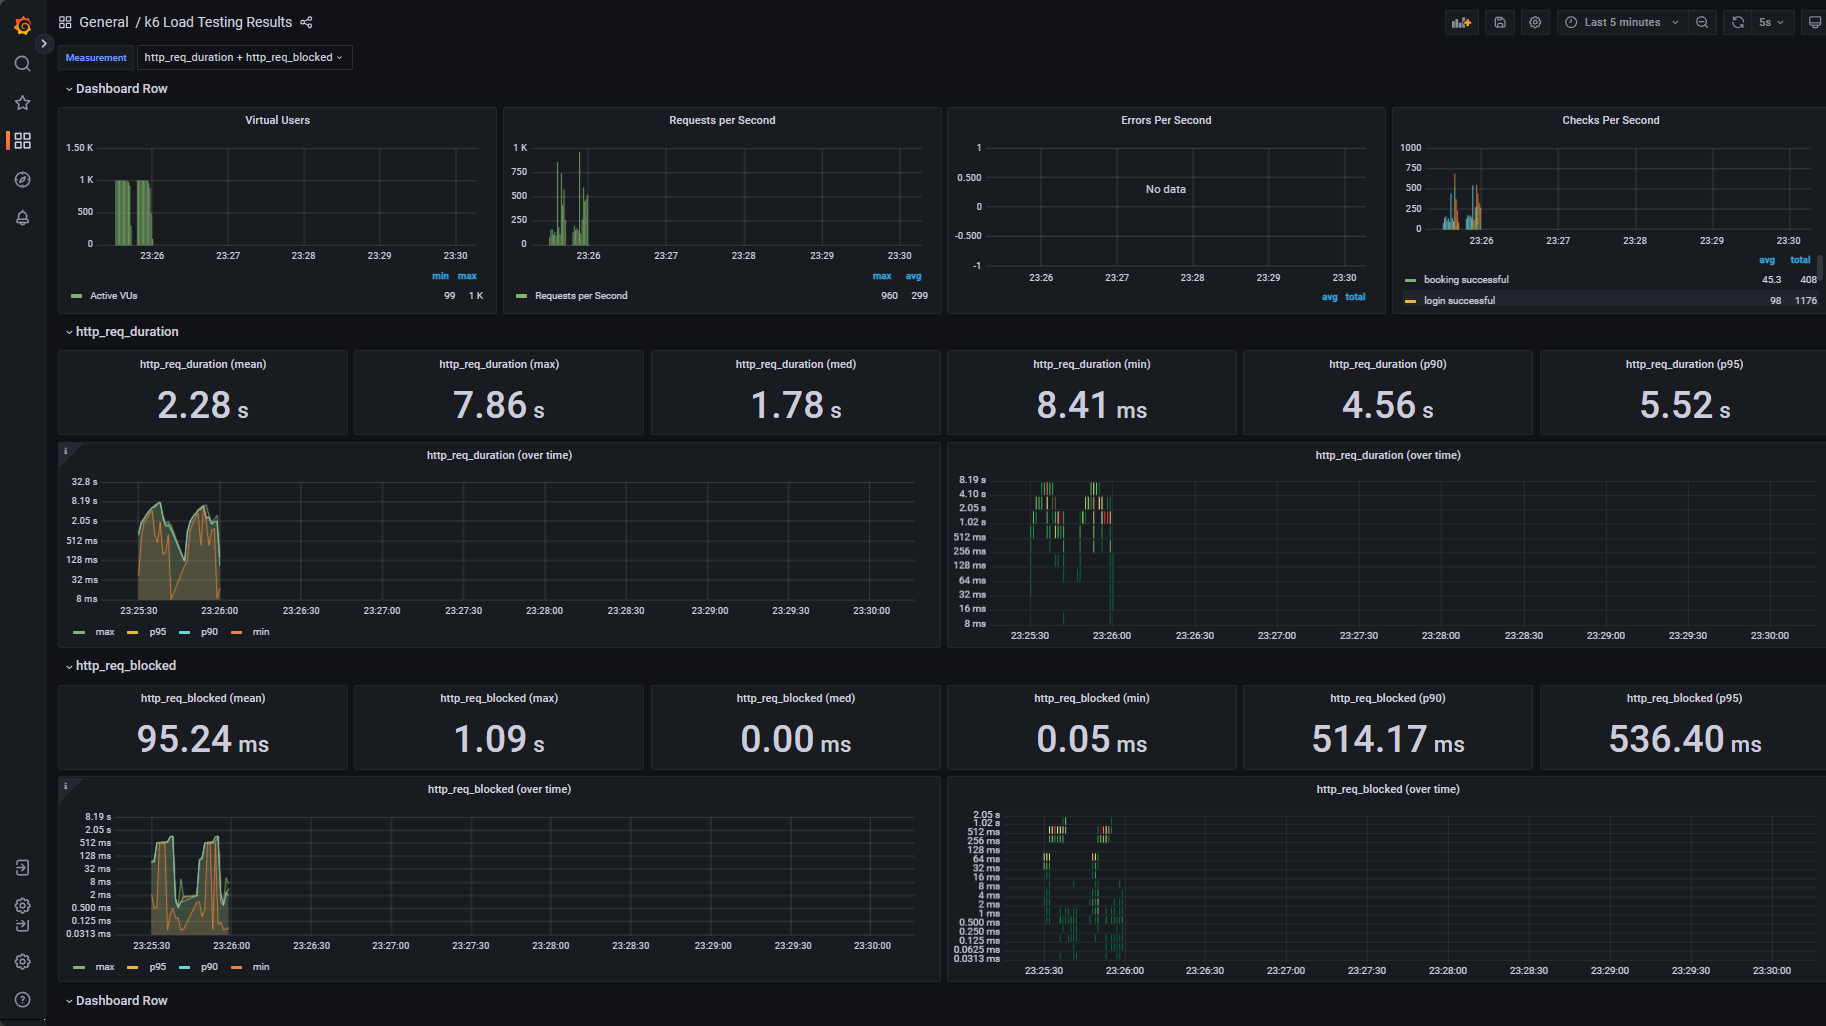 General / k6 Load Testing Results
Last 5 minutes
5s
Measurement http_req_duration + http_req_blocked
Dashboard Row
Virtual Users
1.50 K
1 K
500
0
23:26 23:27 23:28 23:29 23:30
min max
Active VUs 99 1 K
Requests per Second
1 K
750
500
250
0
23:26 23:27 23:28 23:29 23:30
max avg
Requests per Second 960 299
Errors Per Second
1
0.500
0
-0.500
-1
No data
23:26 23:27 23:28 23:29 23:30
avg total
Checks Per Second
1000
750
500
250
0
23:26 23:27 23:28 23:29 23:30
avg total
booking successful 45.3 408
login successful 98 1176
http_req_duration
http_req_duration (mean)
2.28 s
http_req_duration (max)
7.86 s
http_req_duration (med)
1.78 s
http_req_duration (min)
8.41 ms
http_req_duration (p90)
4.56 s
http_req_duration (p95)
5.52 s
http_req_duration (over time)
32.8 s
8.19 s
2.05 s
512 ms
128 ms
32 ms
8 ms
23:25:30 23:26:00 23:26:30 23:27:00 23:27:30 23:28:00 23:28:30 23:29:00 23:29:30 23:30:00
max p95 p90 min
http_req_duration (over time)
8.19 s
4.10 s
2.05 s
1.02 s
512 ms
256 ms
128 ms
64 ms
32 ms
16 ms
8 ms
23:25:30 23:26:00 23:26:30 23:27:00 23:27:30 23:28:00 23:28:30 23:29:00 23:29:30 23:30:00
http_req_blocked
http_req_blocked (mean)
95.24 ms
http_req_blocked (max)
1.09 s
http_req_blocked (med)
0.00 ms
http_req_blocked (min)
0.05 ms
http_req_blocked (p90)
514.17 ms
http_req_blocked (p95)
536.40 ms
http_req_blocked (over time)
8.19 s
2.05 s
512 ms
128 ms
32 ms
8 ms
2 ms
0.500 ms
0.125 ms
0.0313 ms
23:25:30 23:26:00 23:26:30 23:27:00 23:27:30 23:28:00 23:28:30 23:29:00 23:29:30 23:30:00
max p95 p90 min
http_req_blocked (over time)
2.05 s
1.02 s
512 ms
256 ms
128 ms
64 ms
32 ms
16 ms
8 ms
4 ms
2 ms
1 ms
0.500 ms
0.250 ms
0.125 ms
0.0625 ms
0.0313 ms
23:25:30 23:26:00 23:26:30 23:27:00 23:27:30 23:28:00 23:28:30 23:29:00 23:29:30 23:30:00
Dashboard Row